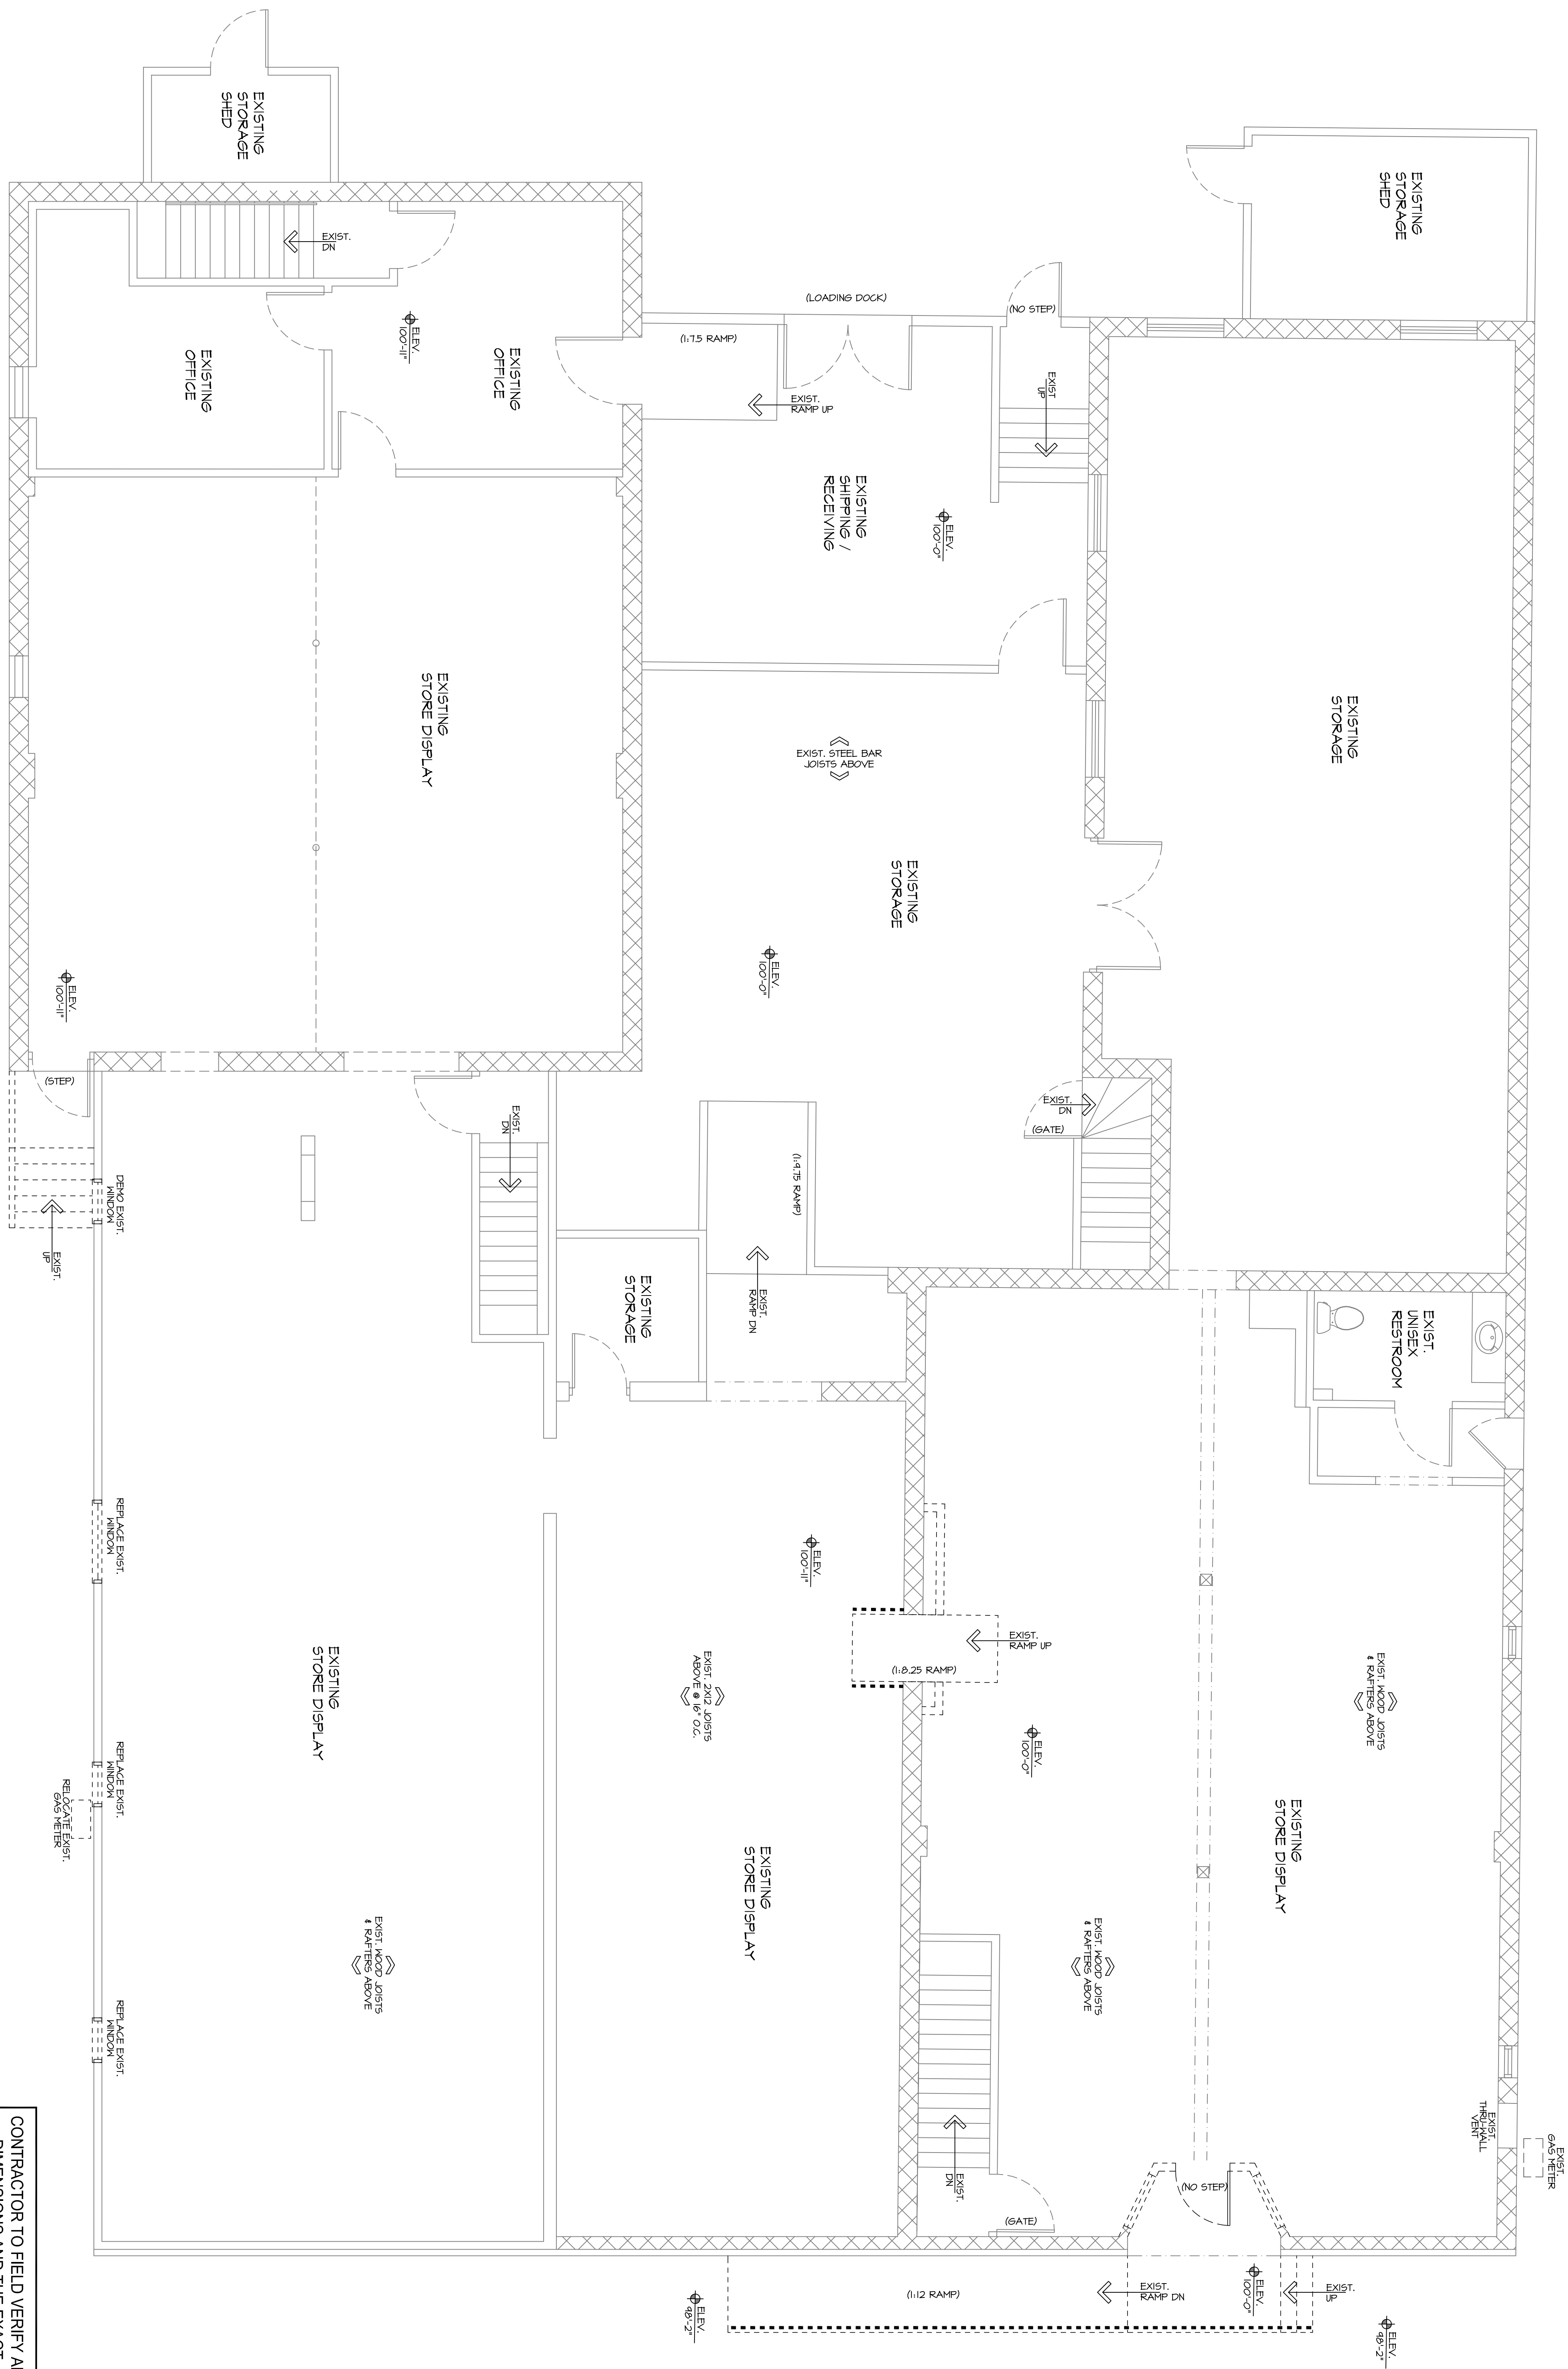 EXISTING
STORAGE
SHED
EXISTING
STORAGE
SHED
EXIST.
DN
(LOADING DOCK)
(NO STEP)
ELEV.
100'-11"
(1:7.5 RAMP)
EXISTING
OFFICE
EXISTING
OFFICE
EXIST.
RAMP UP
EXIST
UP
EXISTING
SHIPPING /
RECEIVING
ELEV.
100'-0"
EXISTING
STORE DISPLAY
EXISTING
STORAGE
EXIST. STEEL BAR
JOISTS ABOVE
EXISTING
STORAGE
ELEV.
100'-11"
ELEV.
100'-0"
(STEP)
EXIST.
DN
EXIST.
DN
(GATE)
(1:9.75 RAMP)
DEMO EXIST.
WINDOW
EXIST.
UP
EXISTING
STORAGE
EXIST.
RAMP DN
EXIST.
UNISEX
RESTROOM
REPLACE EXIST.
WINDOW
ELEV.
100'-11"
EXIST.
RAMP UP
(1:8.25 RAMP)
EXISTING
STORE DISPLAY
EXIST. 2X12 JOISTS
ABOVE @ 16" O.C.
EXIST. WOOD JOISTS
& RAFTERS ABOVE
ELEV.
100'-0"
REPLACE EXIST.
WINDOW
RELOCATE EXIST.
GAS METER
EXISTING
STORE DISPLAY
EXISTING
STORE DISPLAY
EXIST. WOOD JOISTS
& RAFTERS ABOVE
EXIST. WOOD JOISTS
& RAFTERS ABOVE
REPLACE EXIST.
WINDOW
EXIST.
THRU-WALL
VENT
EXIST.
GAS METER
EXIST.
DN
(NO STEP)
(GATE)
(1:12 RAMP)
EXIST.
RAMP DN
ELEV.
100'-0"
EXIST.
UP
ELEV.
98'-2"
ELEV.
98'-2"
CONTRACTOR TO FIELD VERIFY
DIMENSIONS AND THE EXACT